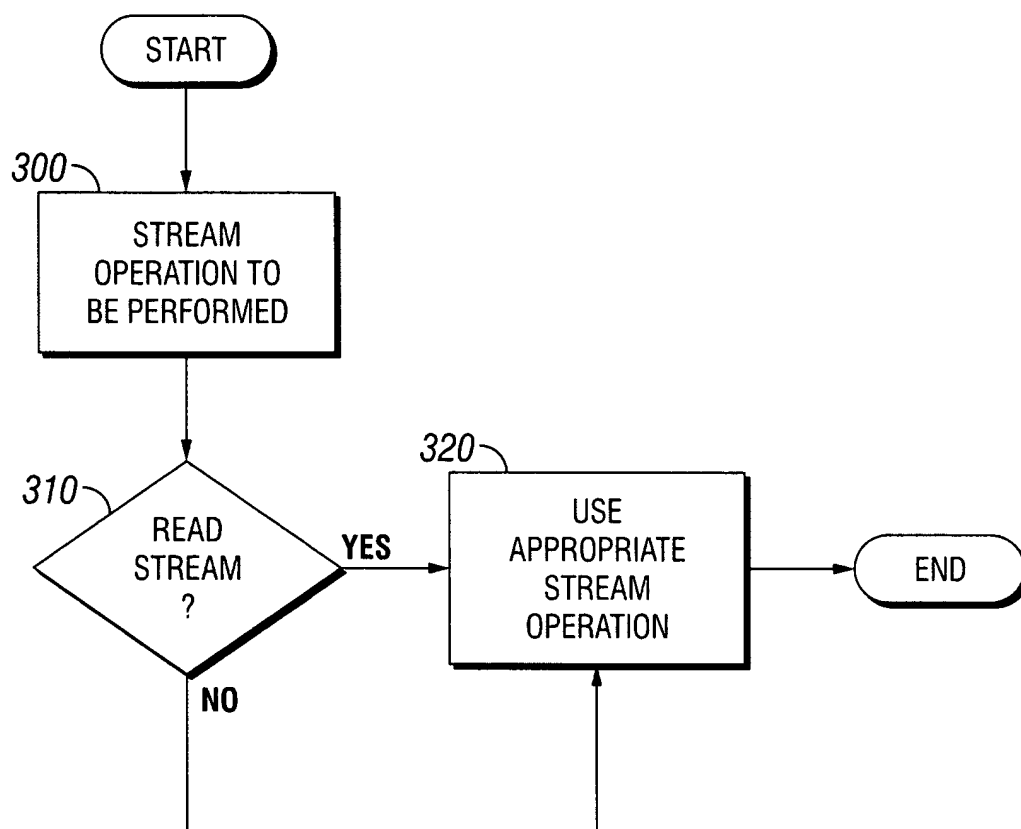 START
300
STREAM
OPERATION TO
BE PERFORMED
310
READ
STREAM
?
YES
NO
320
USE
APPROPRIATE
STREAM
OPERATION
END